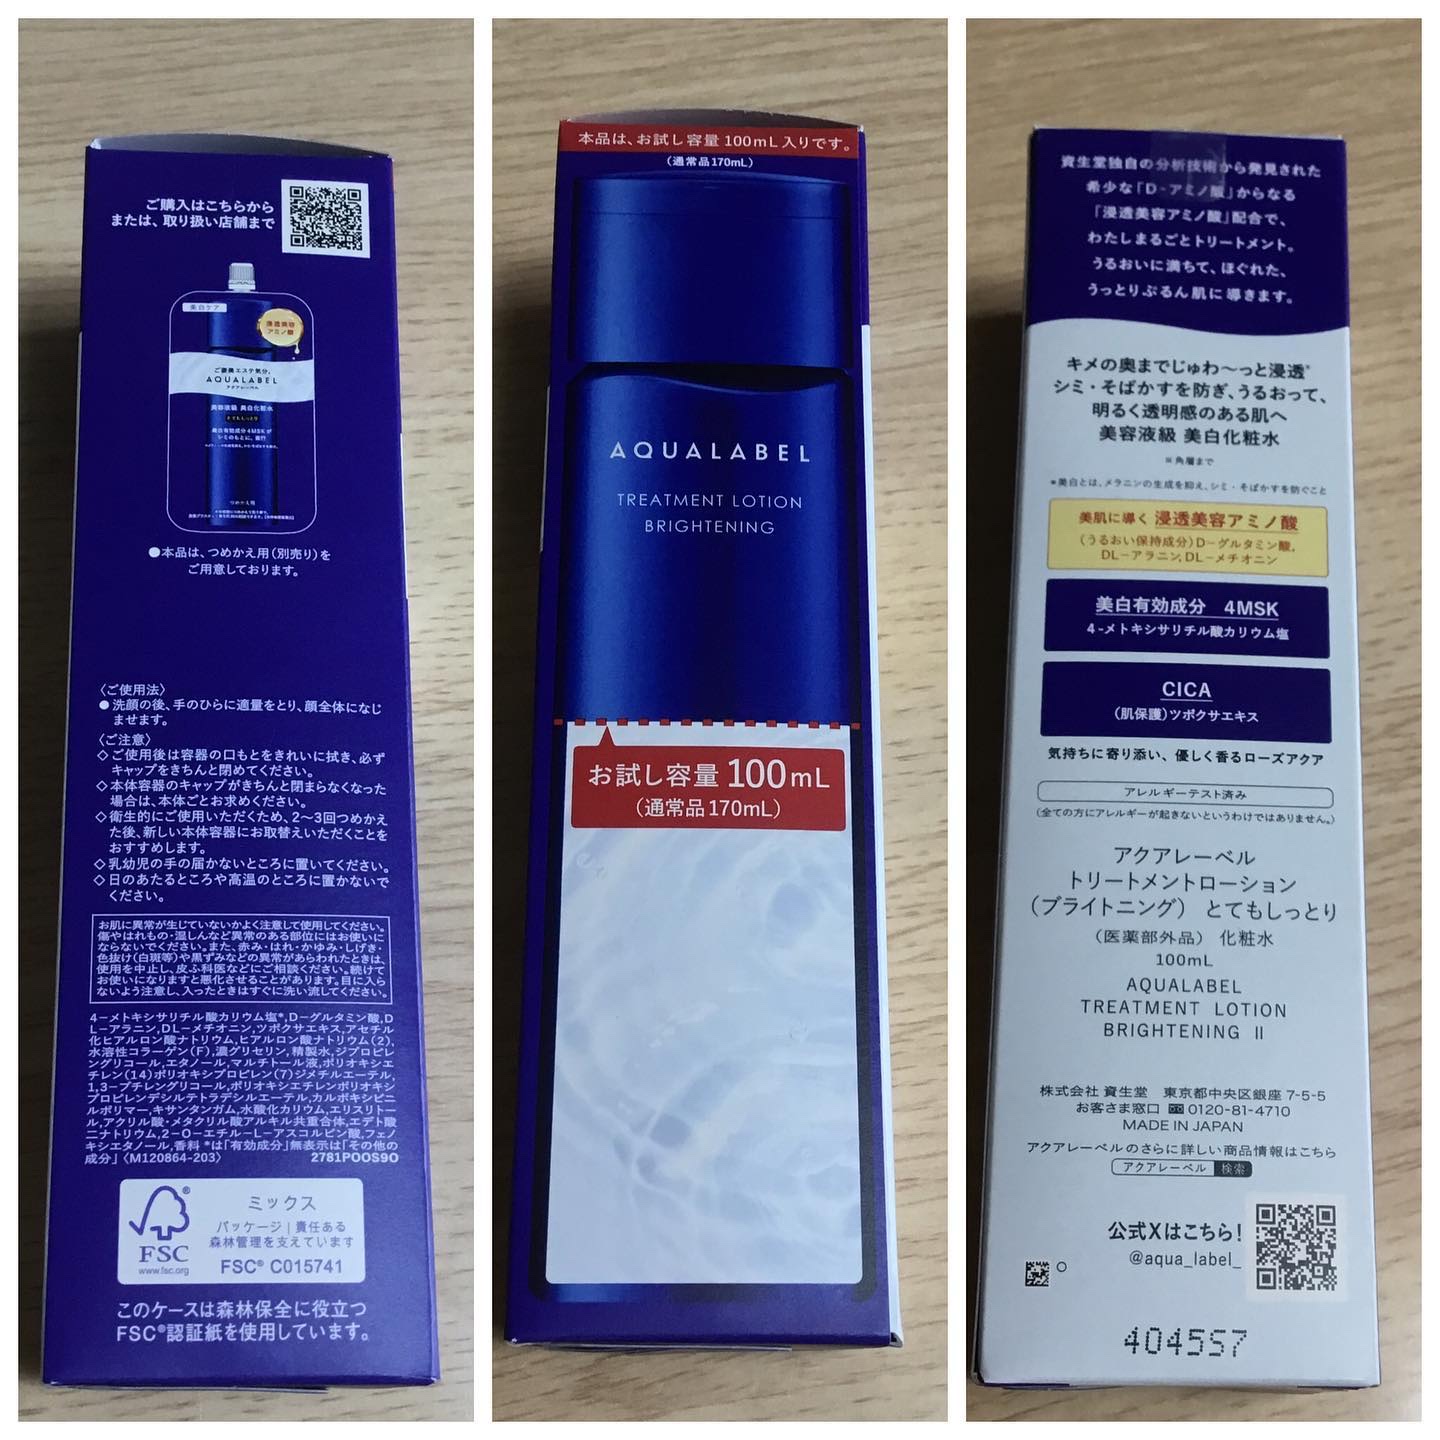 ご購入はこちらから
または、取り扱い店舗まで
美白ケア
浸透美容
アミノ酸
ご褒美エステ気分。
AQUALABEL
アクアレーベル
美容液級 美白化粧水
とてもしっとり
美白有効成分4MSKが
シミのもとに、直行
つめかえ用
●本品は、つめかえ用(別売り)を
ご用意しております。
〈ご使用法〉
●洗顔の後、手のひらに適量をとり、顔全体になじ
ませます。
〈ご注意〉
◇ご使用後は容器の口もとをきれいに拭き、必ず
キャップをきちんと閉めてください。
◇本体容器のキャップがきちんと閉まらなくなった
場合は、本体ごとお求めください。
◇衛生的にご使用いただくため、2〜3回つめかえ
た後、新しい本体容器にお取替えいただくことを
おすすめします。
◇乳幼児の手の届かないところに置いてください。
◇日のあたるところや高温のところに置かないで
ください。
お肌に異常が生じていないかよく注意して使用してください。
傷やはれもの・湿しんなど異常のある部位にはお使いに
ならないでください。また、赤み・はれ・かゆみ・しげき・
色抜け(白斑等)や黒ずみなどの異常があらわれたときは、
使用を中止し、皮ふ科医などにご相談ください。続けて
お使いになりますと悪化させることがあります。目に入ら
ないよう注意し、入ったときはすぐに洗い流してください。
4-メトキシサリチル酸カリウム塩*,D-グルタミン酸,D
L-アラニン,DL-メチオニン,ツボクサエキス,アセチル
化ヒアルロン酸ナトリウム,ヒアルロン酸ナトリウム(2),
水溶性コラーゲン(F),濃グリセリン,精製水,ジプロピレ
ングリコール,エタノール,マルチトール液,ポリオキシエ
チレン(14)ポリオキシプロピレン(7)ジメチルエーテル,
1,3-ブチレングリコール,ポリオキシエチレンポリオキシ
プロピレンデシルテトラデシルエーテル,カルボキシビニ
ルポリマー,キサンタンガム,水酸化カリウム,エリスリトー
ル,アクリル酸・メタクリル酸アルキル共重合体,エデト酸
二ナトリウム,2-O-エチル-L-アスコルビン酸,フェノ
キシエタノール,香料 *は「有効成分」無表示は「その他の
成分」〈M120864-203〉 2781POOS9O
FSC®
www.fsc.org
ミックス
パッケージ|責任ある
森林管理を支えています
FSC® C015741
このケースは森林保全に役立つ
FSC®認証紙を使用しています。
本品は、お試し容量100mL入りです。
(通常品170mL)
AQUALABEL
TREATMENT LOTION
BRIGHTENING
お試し容量100mL
(通常品170mL)
資生堂独自の分析技術から発見された
希少な「D-アミノ酸」からなる
「浸透美容アミノ酸」配合で、
わたしまるごとトリートメント。
うるおいに満ちて、ほぐれた、
うっとりぷるん肌に導きます。
キメの奥までじゅわ〜っと浸透※
シミ・そばかすを防ぎ、うるおって、
明るく透明感のある肌へ
美容液級 美白化粧水
※角層まで
*美白とは、メラニンの生成を抑え、シミ・そばかすを防ぐこと
美肌に導く 浸透美容アミノ酸
(うるおい保持成分)D-グルタミン酸,
DL-アラニン,DL-メチオニン
美白有効成分 4MSK
4-メトキシサリチル酸カリウム塩
CICA
(肌保護)ツボクサエキス
気持ちに寄り添い、優しく香るローズアクア
アレルギーテスト済み
(全ての方にアレルギーが起きないというわけではありません。)
アクアレーベル
トリートメントローション
(ブライトニング) とてもしっとり
(医薬部外品) 化粧水
100mL
AQUALABEL
TREATMENT LOTION
BRIGHTENING II
株式会社 資生堂 東京都中央区銀座 7-5-5
お客さま窓口 0120-81-4710
MADE IN JAPAN
アクアレーベルのさらに詳しい商品情報はこちら
アクアレーベル 検索
公式Xはこちら!
@aqua_label_
404557